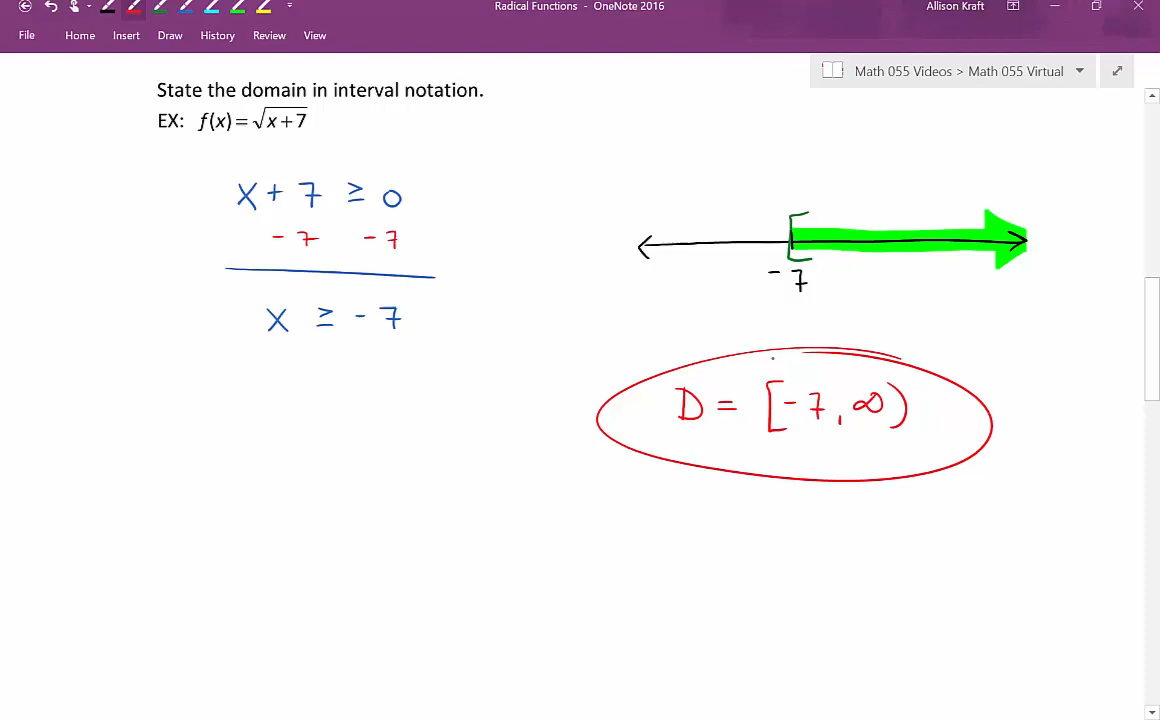 Radical Functions - OneNote 2016
Allison Kraft
File Home Insert Draw History Review View
Math 055 Videos > Math 055 Virtual
State the domain in interval notation.
EX: f(x) = √x+7
x + 7 ≥ 0
- 7 - 7
x ≥ - 7
- 7
D = [-7, ∞)